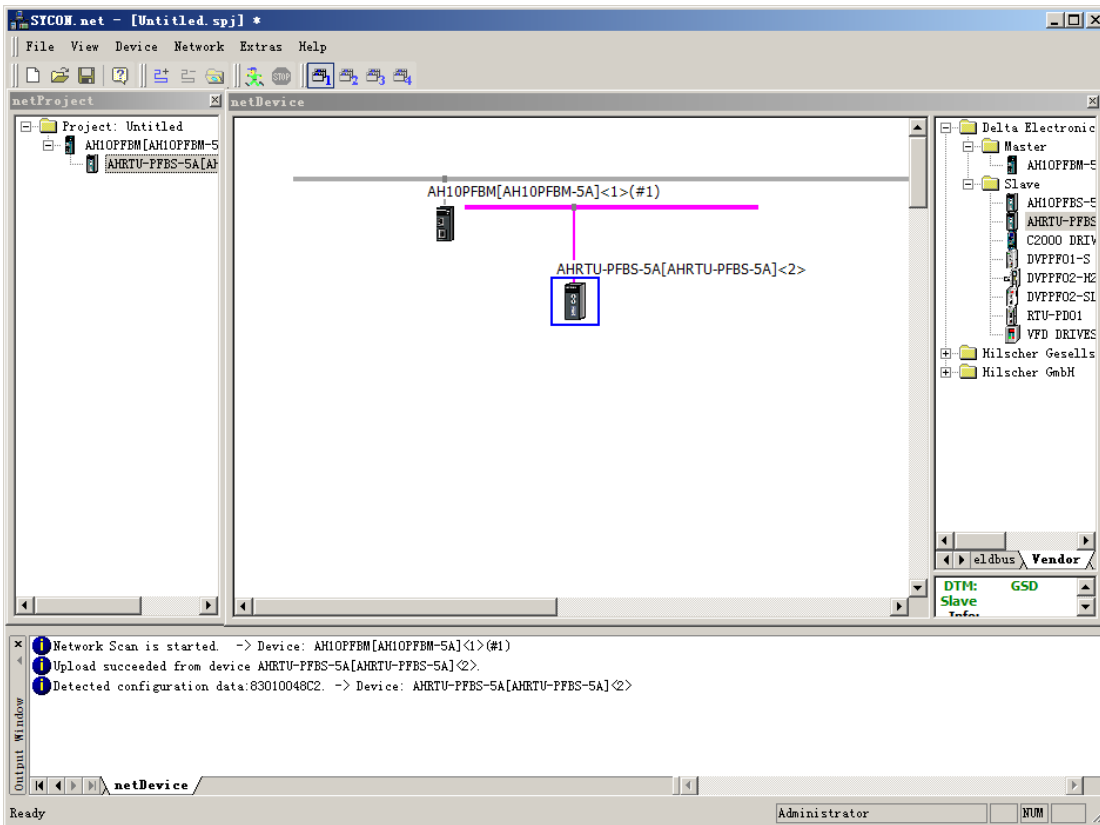 SYCON.net - [Untitled.spj] *
File View Device Network Extras Help
netProject
Project: Untitled
AH10PFBM[AH10PFBM-5
AHRTU-PFBS-5A[AH
netDevice
AH10PFBM[AH10PFBM-5A]<1>(#1)
AHRTU-PFBS-5A[AHRTU-PFBS-5A]<2>
Delta Electronic
Master
AH10PFBM-5
Slave
AH10PFBS-5
AHRTU-PFBS
C2000 DRIV
DVPPF01-S
DVPPF02-H2
DVPPF02-SL
RTU-PD01
VFD DRIVES
Hilscher Gesells
Hilscher GmbH
eldbus Vendor
DTM: GSD
Slave
Network Scan is started. -> Device: AH10PFBM[AH10PFBM-5A]<1>(#1)
Upload succeeded from device AHRTU-PFBS-5A[AHRTU-PFBS-5A]<2>.
Detected configuration data:83010048C2. -> Device: AHRTU-PFBS-5A[AHRTU-PFBS-5A]<2>
Output Window
netDevice
Ready
Administrator
NUM